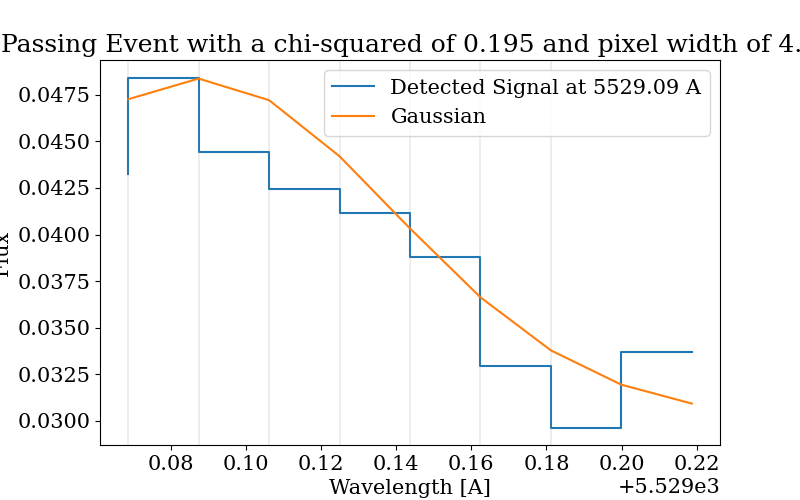 Passing Event with a chi-squared of 0.195 and pixel width of 4.
Detected Signal at 5529.09 A
Gaussian
0.0475
0.0450
0.0425
0.0400
0.0375
0.0350
0.0325
0.0300
Flux
0.08 0.10 0.12 0.14 0.16 0.18 0.20 0.22
+5.529e3
Wavelength [A]